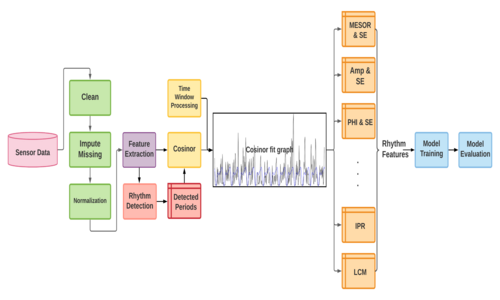 Sensor Data
Clean
Impute
Missing
Normalization
Feature
Extraction
Rhythm
Detection
Time
Window
Processing
Cosinor
Detected
Periods
Cosinor fit graph
MESOR
& SE
Amp &
SE
PHI & SE
IPR
LCM
Rhythm
Features
Model
Training
Model
Evaluation